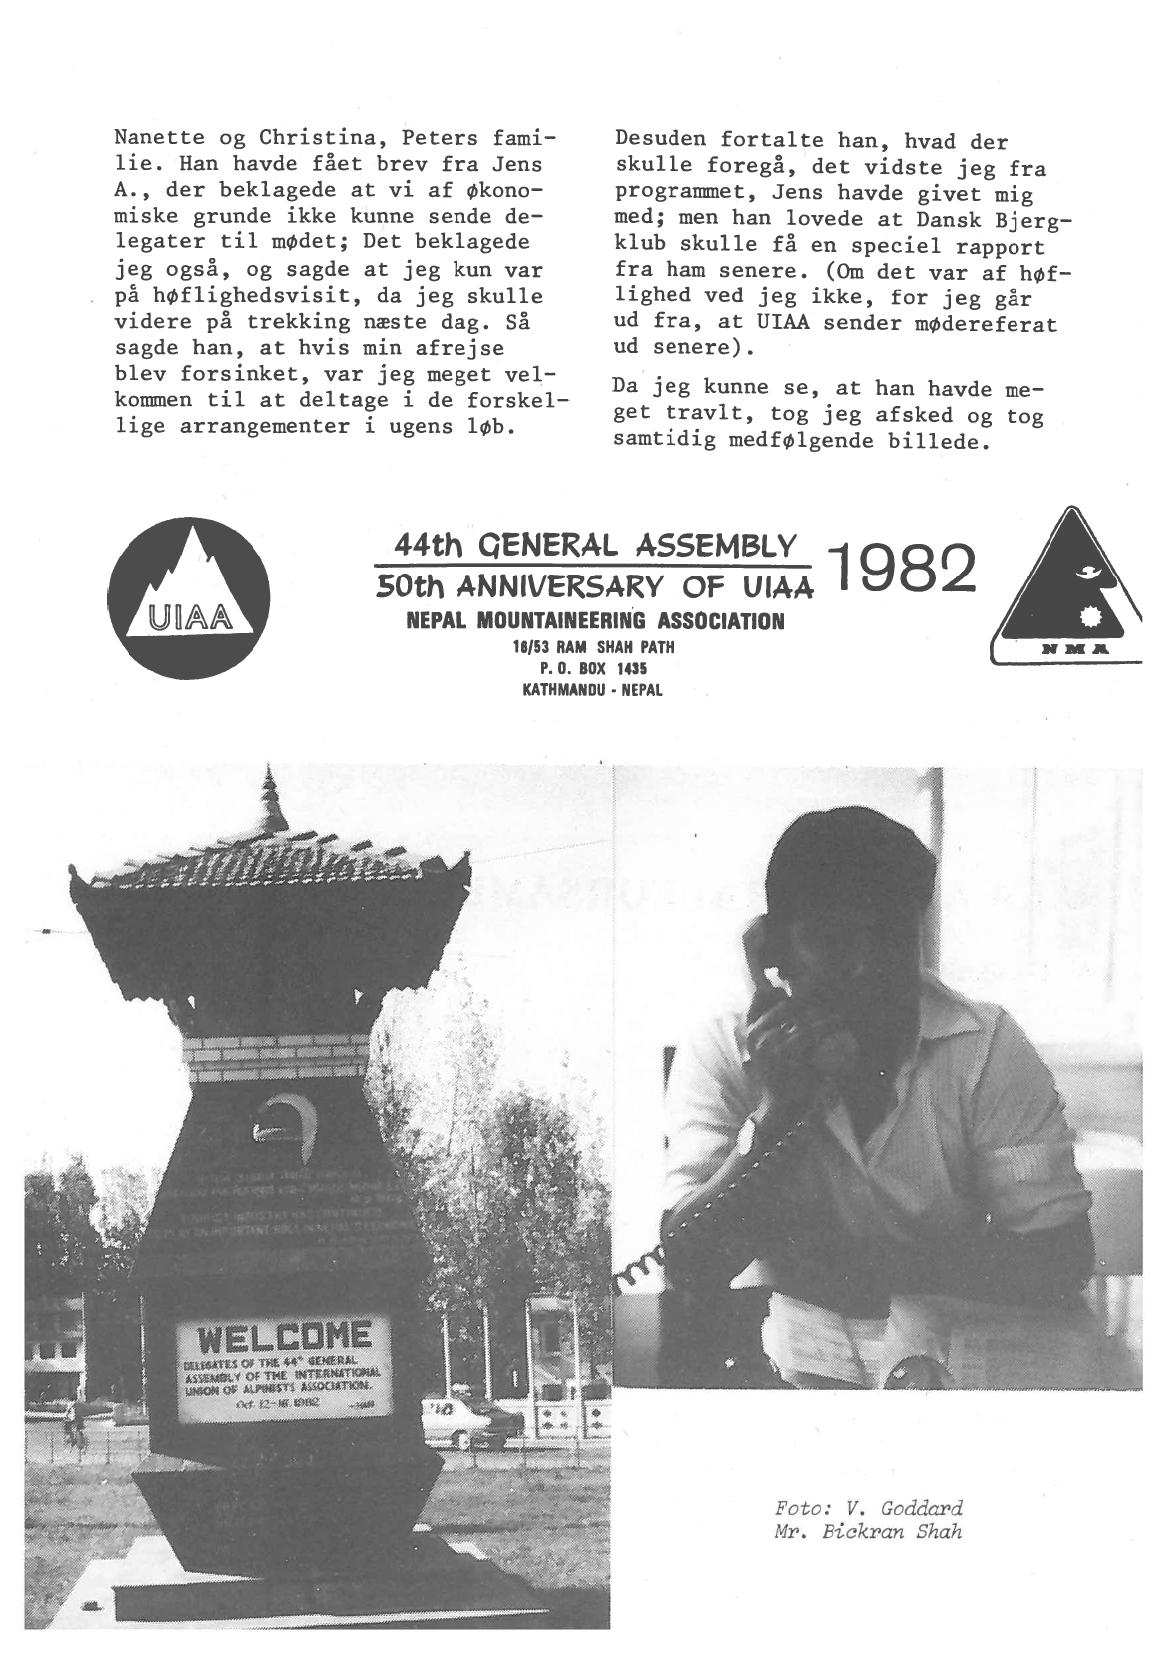 Nanette og Christina, Peters fami-
lie. Han havde fået brev fra Jens
A., der beklagede at vi af økono-
miske grunde ikke kunne sende de-
legater til mødet; Det beklagede
jeg også, og sagde at jeg kun var
på høflighedsvisit, da jeg skulle
videre på trekking næste dag. Så
sagde han, at hvis min afrejse
blev forsinket, var jeg meget vel-
kommen til at deltage i de forskel-
lige arrangementer i ugens løb.
Desuden fortalte han, hvad der
skulle foregå, det vidste jeg fra
programmet, Jens havde givet mig
med; men han lovede at Dansk Bjerg-
klub skulle få en speciel rapport
fra ham senere. (Om det var af høf-
lighed ved jeg ikke, for jeg går
ud fra, at UIAA sender mødereferat
ud senere).
Da jeg kunne se, at han havde me-
get travlt, tog jeg afsked og tog
samtidig medfølgende billede.
UIAA
44th GENERAL ASSEMBLY
50th ANNIVERSARY OF UIAA
1982
NEPAL MOUNTAINEERING ASSOCIATION
16/53 RAM SHAH PATH
P. O. BOX 1435
KATHMANDU - NEPAL
NMA
WELCOME
DELEGATES OF THE 44th GENERAL
ASSEMBLY OF THE INTERNATIONAL
UNION OF ALPINISTS ASSOCIATION.
Oct. 12-16. 1982
Foto: V. Goddard
Mr. Bickran Shah